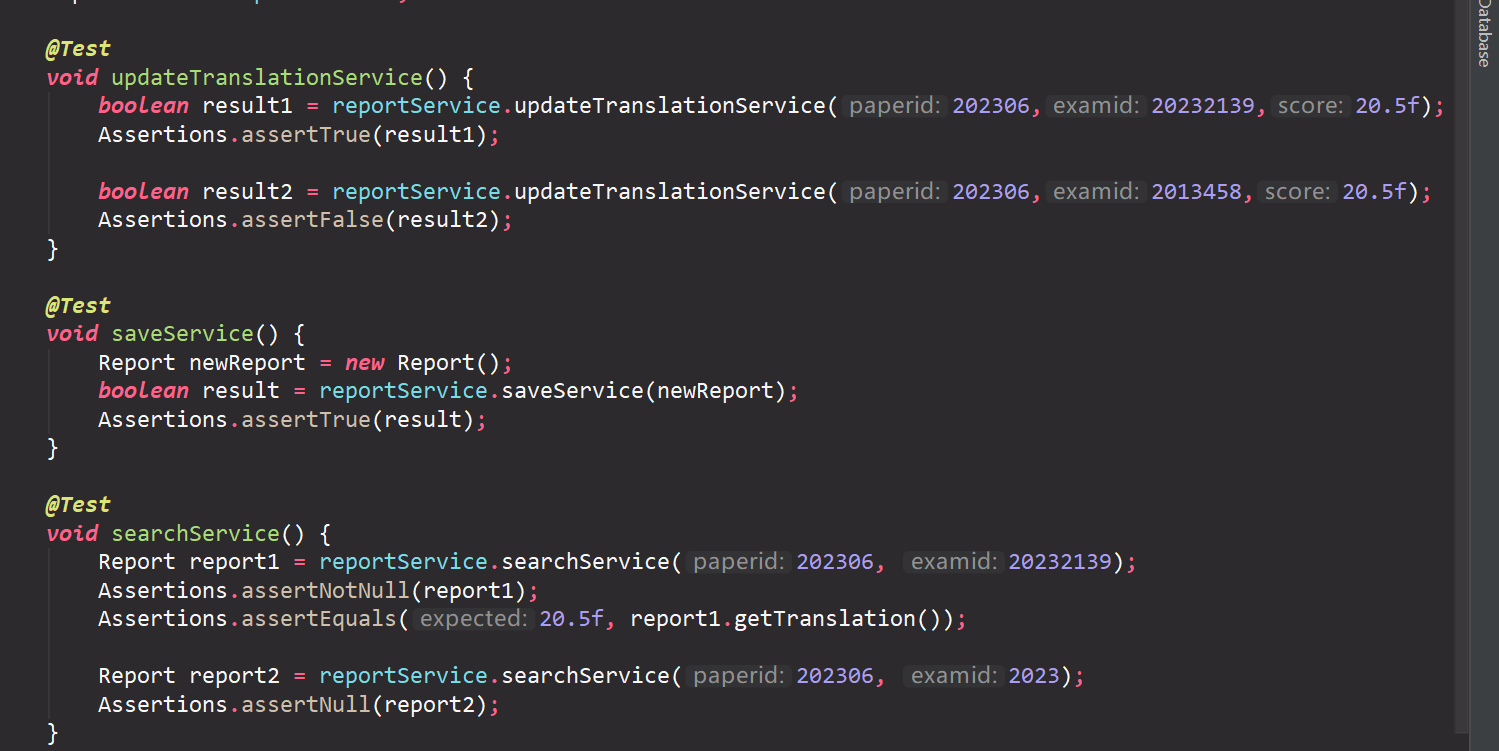 @Test
void updateTranslationService() {
boolean result1 = reportService.updateTranslationService( paperid: 202306, examid: 20232139, score: 20.5f);
Assertions.assertTrue(result1);
boolean result2 = reportService.updateTranslationService( paperid: 202306, examid: 2013458, score: 20.5f);
Assertions.assertFalse(result2);
}
@Test
void saveService() {
Report newReport = new Report();
boolean result = reportService.saveService(newReport);
Assertions.assertTrue(result);
}
@Test
void searchService() {
Report report1 = reportService.searchService( paperid: 202306, examid: 20232139);
Assertions.assertNotNull(report1);
Assertions.assertEquals( expected: 20.5f, report1.getTranslation());
Report report2 = reportService.searchService( paperid: 202306, examid: 2023);
Assertions.assertNull(report2);
}
Database